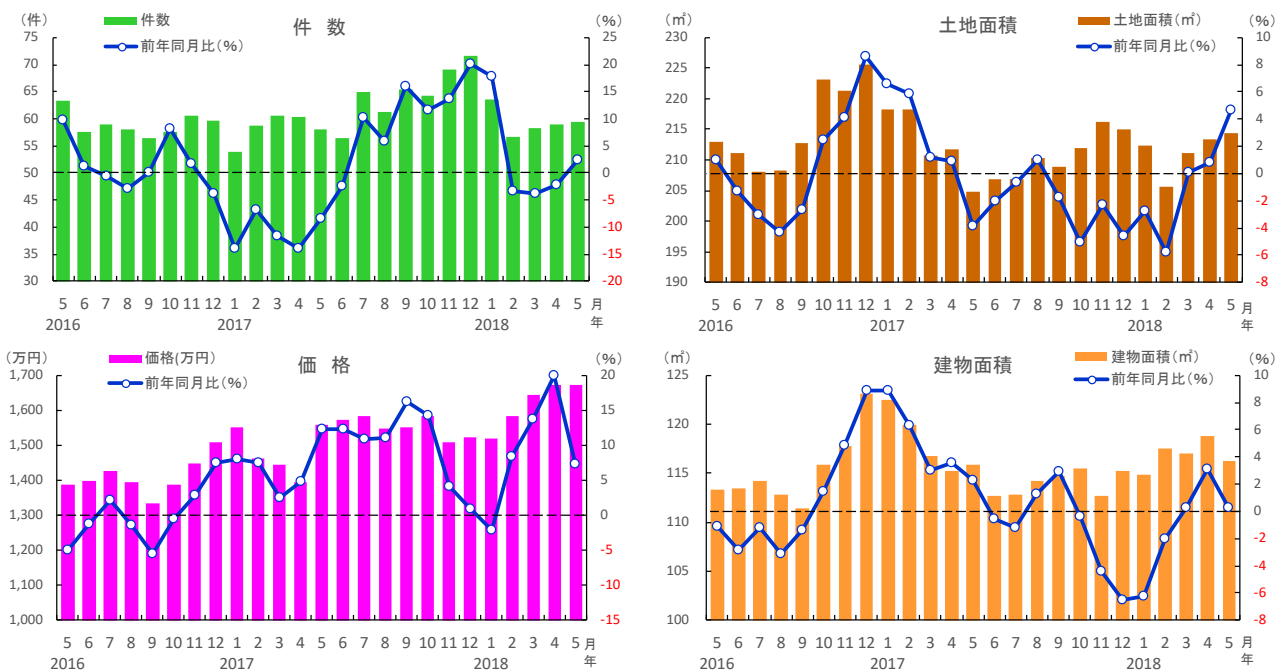 （件） 件数 件 数 （%）
前年同月比（%）
75 70 65 60 55 50 45 40 35 30
25 20 15 10 5 0 -5 -10 -15 -20
5 6 7 8 9 10 11 12 1 2 3 4 5 6 7 8 9 10 11 12 1 2 3 4 5 月
2016 2017 2018 年
（㎡） 土地面積 土地面積（㎡） （%）
前年同月比（%）
230 225 220 215 210 205 200 195 190
10 8 6 4 2 0 -2 -4 -6 -8
5 6 7 8 9 10 11 12 1 2 3 4 5 6 7 8 9 10 11 12 1 2 3 4 5 月
2016 2017 2018 年
（万円） 価格(万円) 価 格 （%）
前年同月比（%）
1,700 1,600 1,500 1,400 1,300 1,200 1,100 1,000
20 15 10 5 0 -5 -10 -15
5 6 7 8 9 10 11 12 1 2 3 4 5 6 7 8 9 10 11 12 1 2 3 4 5 月
2016 2017 2018 年
（㎡） 建物面積 建物面積（㎡） （%）
前年同月比（%）
125 120 115 110 105 100
10 8 6 4 2 0 -2 -4 -6 -8
5 6 7 8 9 10 11 12 1 2 3 4 5 6 7 8 9 10 11 12 1 2 3 4 5 月
2016 2017 2018 年